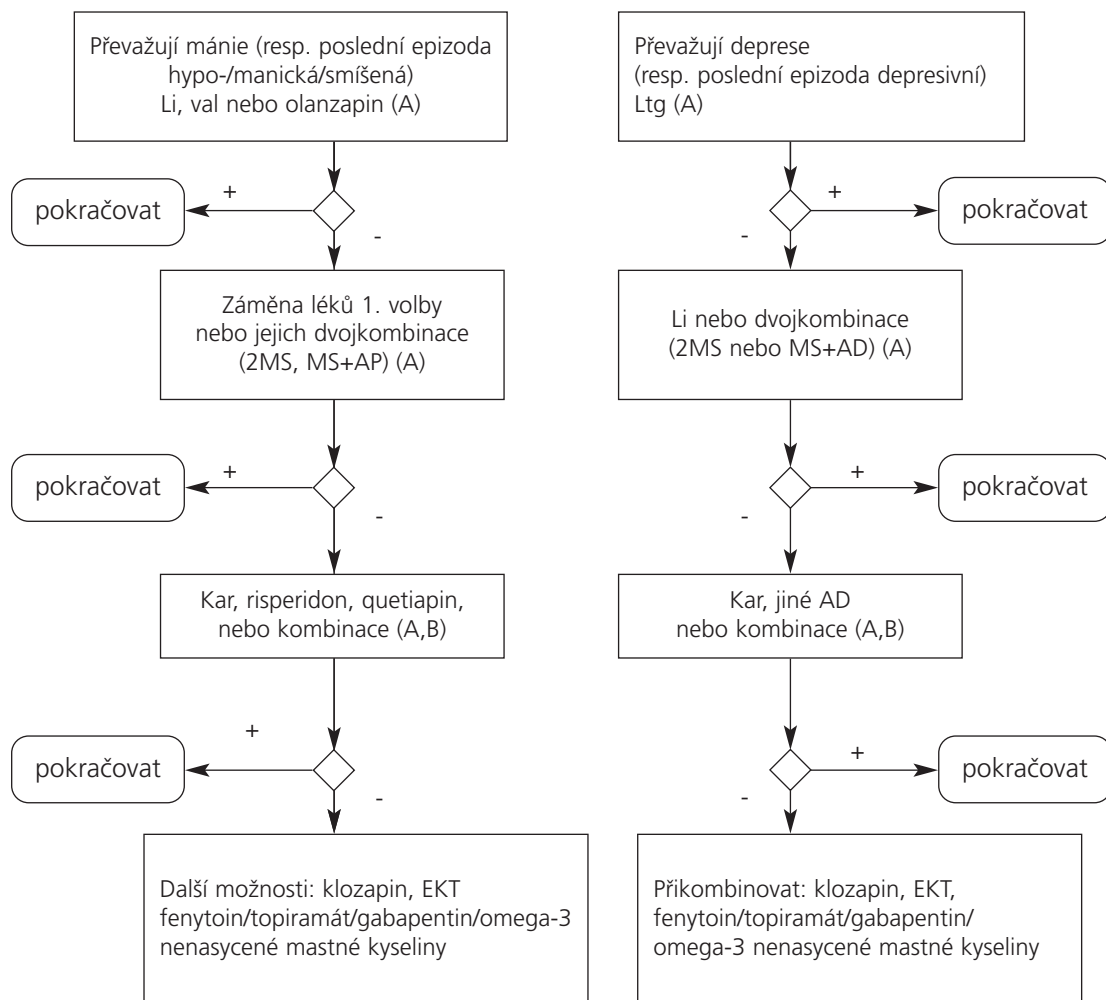 Převažují mánie (resp. poslední epizoda
hypo-/manická/smíšená)
Li, val nebo olanzapin (A)
Převažují deprese
(resp. poslední epizoda depresivní)
Ltg (A)
pokračovat
+
-
+
-
pokračovat
Záměna léků 1. volby
nebo jejich dvojkombinace
(2MS, MS+AP) (A)
Li nebo dvojkombinace
(2MS nebo MS+AD) (A)
pokračovat
+
-
+
-
pokračovat
Kar, risperidon, quetiapin,
nebo kombinace (A,B)
Kar, jiné AD
nebo kombinace (A,B)
pokračovat
+
-
+
-
pokračovat
Další možnosti: klozapin, EKT
fenytoin/topiramát/gabapentin/omega-3
nenasycené mastné kyseliny
Přikombinovat: klozapin, EKT,
fenytoin/topiramát/gabapentin/
omega-3 nenasycené mastné kyseliny